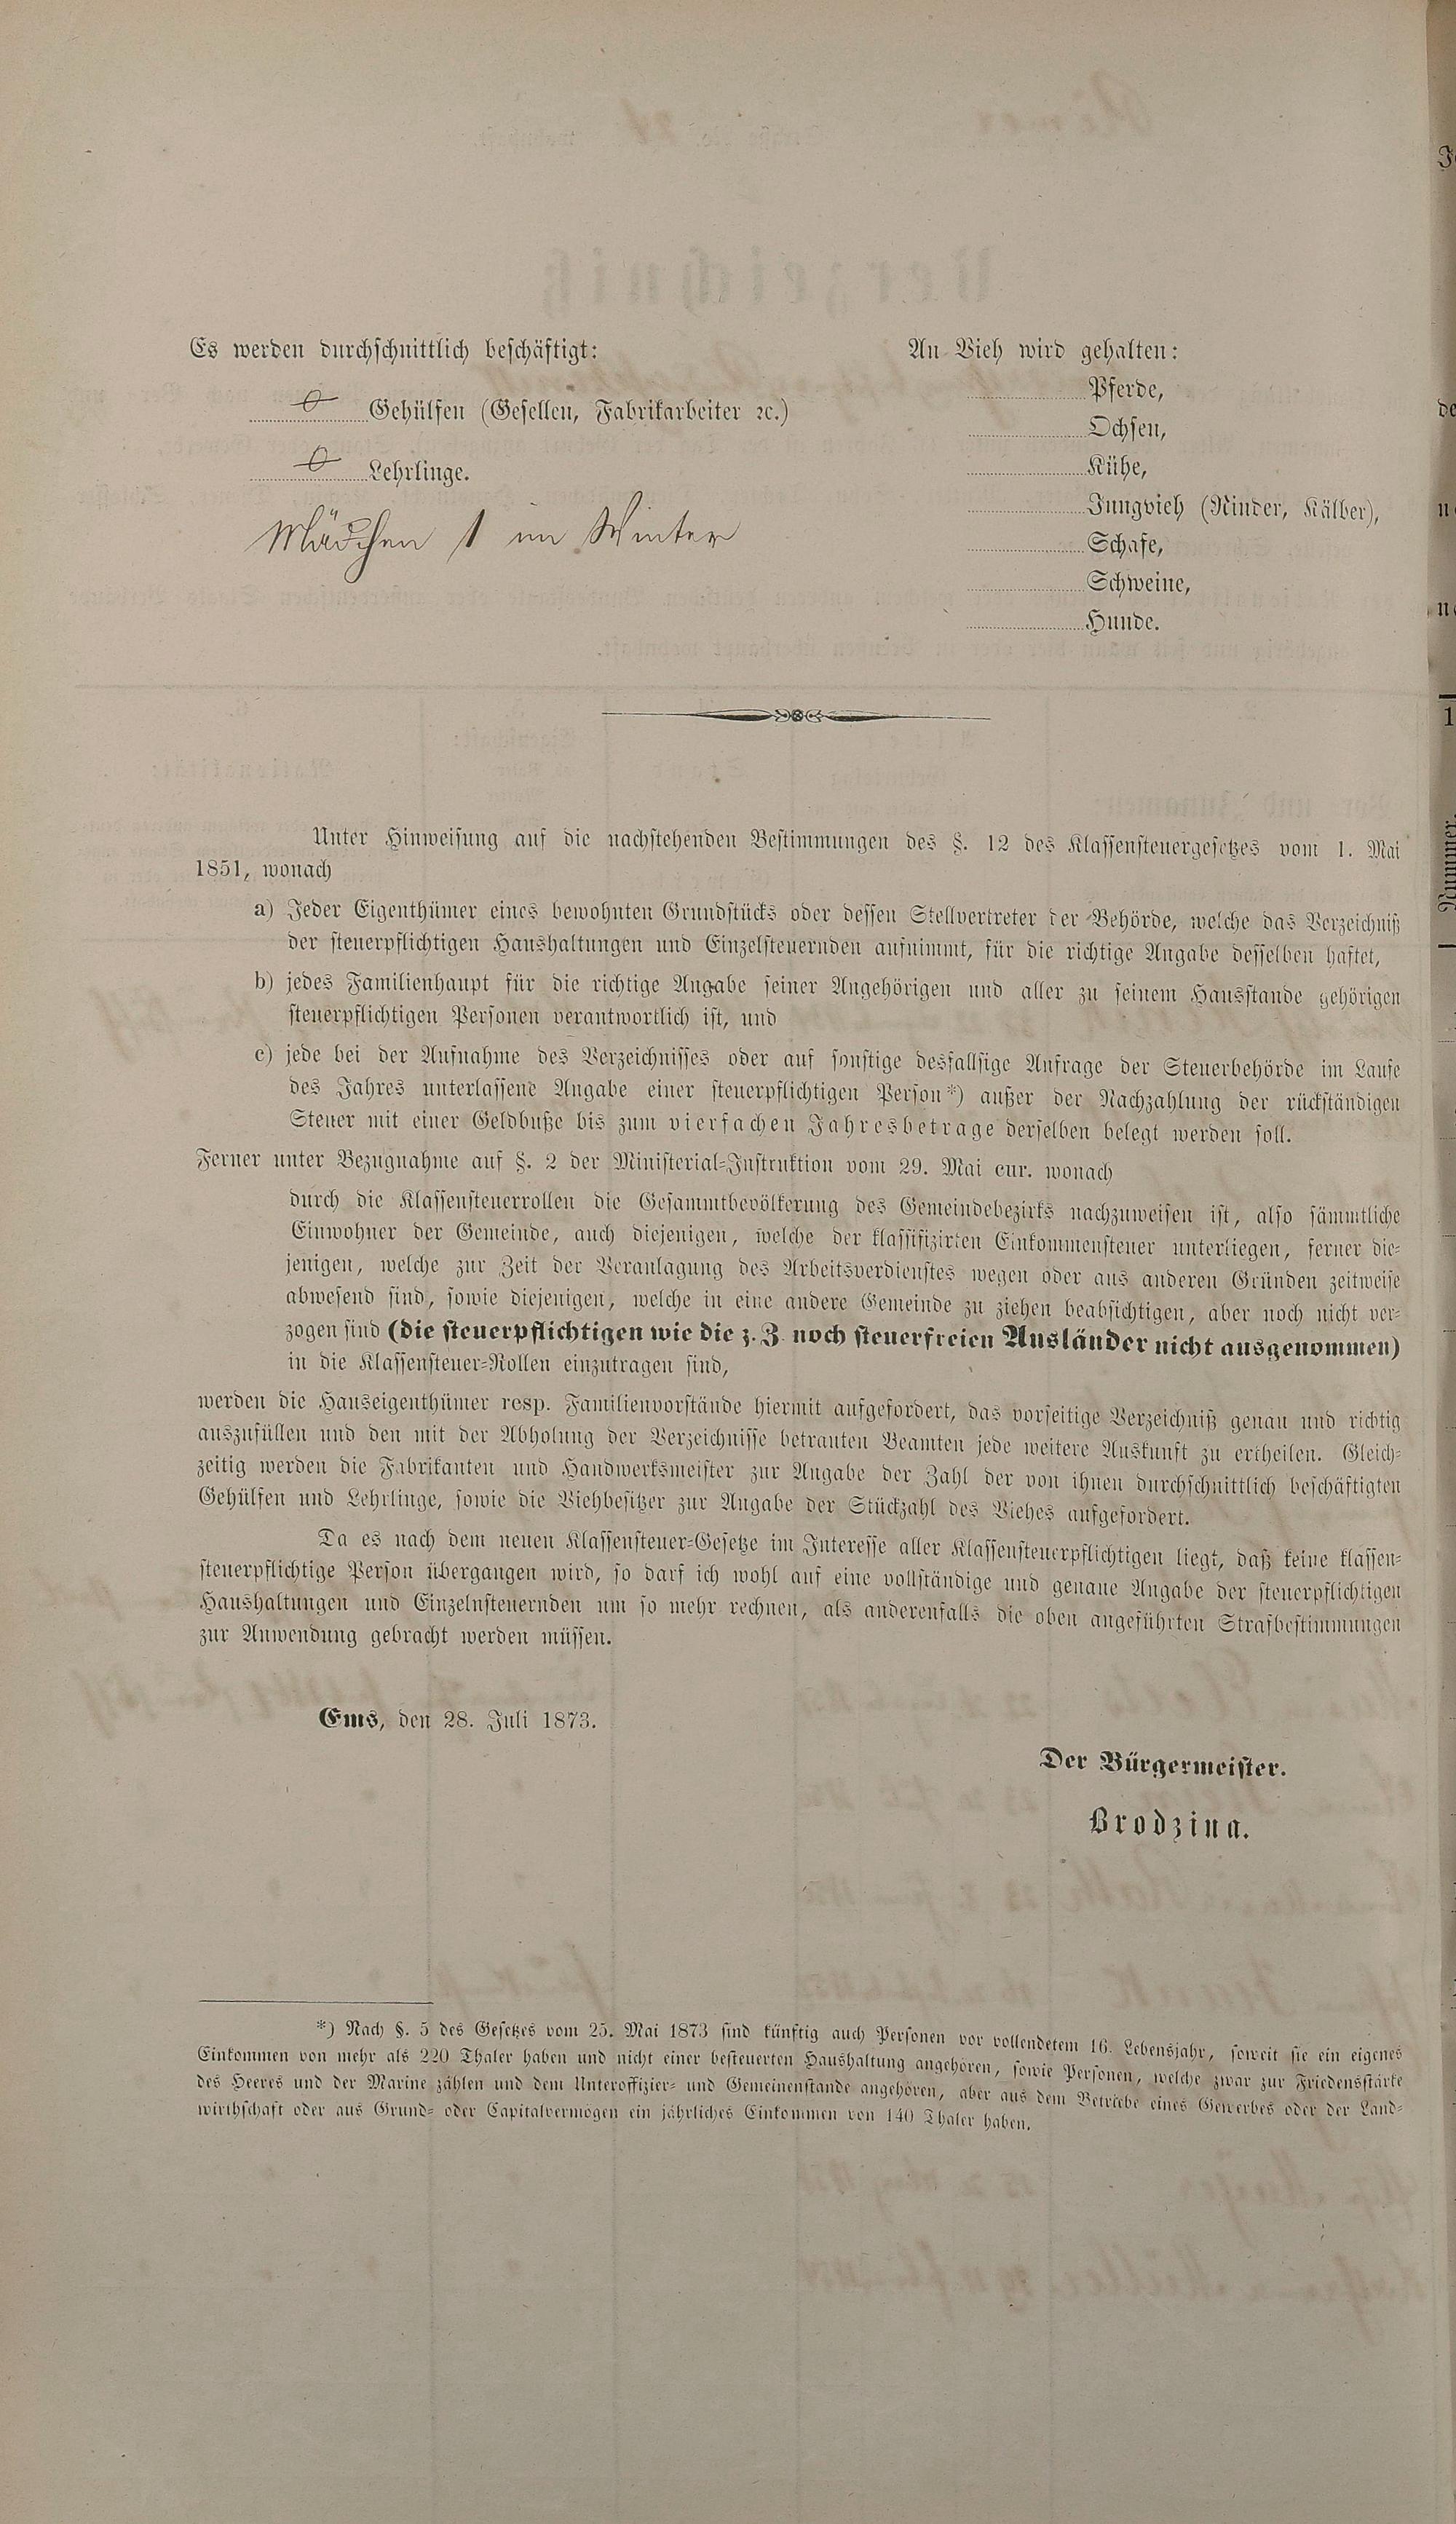 Es werden durchschnittlich beschäftigt:
0 Gehülfen (Gesellen, Fabrikarbeiter ꝛc.)
0 Lehrlinge.
Mädchen 1 im Winter
An Vieh wird gehalten:
Pferde,
Ochsen,
Kühe,
Jungvieh (Rinder, Kälber),
Schafe,
Schweine,
Hunde.
Unter Hinweisung auf die nachstehenden Bestimmungen des §. 12 des Klassensteuergesetzes vom 1. Mai
1851, wonach
a) Jeder Eigenthümer eines bewohnten Grundstücks oder dessen Stellvertreter der Behörde, welche das Verzeichniß
der steuerpflichtigen Haushaltungen und Einzelsteuernden aufnimmt, für die richtige Angabe desselben haftet,
b) jedes Familienhaupt für die richtige Angabe seiner Angehörigen und aller zu seinem Hausstande gehörigen
steuerpflichtigen Personen verantwortlich ist, und
c) jede bei der Aufnahme des Verzeichnisses oder auf sonstige desfallsige Anfrage der Steuerbehörde im Laufe
des Jahres unterlassene Angabe einer steuerpflichtigen Person*) außer der Nachzahlung der rückständigen
Steuer mit einer Geldbuße bis zum vierfachen Jahresbetrage derselben belegt werden soll.
Ferner unter Bezugnahme auf §. 2 der Ministerial-Instruktion vom 29. Mai cur. wonach
durch die Klassensteuerrollen die Gesammtbevölkerung des Gemeindebezirks nachzuweisen ist, also sämmtliche
Einwohner der Gemeinde, auch diejenigen, welche der klassifizirten Einkommensteuer unterliegen, ferner die-
jenigen, welche zur Zeit der Veranlagung des Arbeitsverdienstes wegen oder aus anderen Gründen zeitweise
abwesend sind, sowie diejenigen, welche in eine andere Gemeinde zu ziehen beabsichtigen, aber noch nicht ver-
zogen sind (die steuerpflichtigen wie die z. Z. noch steuerfreien Ausländer nicht ausgenommen)
in die Klassensteuer-Rollen einzutragen sind,
werden die Hauseigenthümer resp. Familienvorstände hiermit aufgefordert, das vorseitige Verzeichniß genau und richtig
auszufüllen und den mit der Abholung der Verzeichnisse betrauten Beamten jede weitere Auskunft zu ertheilen. Gleich-
zeitig werden die Fabrikanten und Handwerksmeister zur Angabe der Zahl der von ihnen durchschnittlich beschäftigten
Gehülfen und Lehrlinge, sowie die Viehbesitzer zur Angabe der Stückzahl des Viehes aufgefordert.
Da es nach dem neuen Klassensteuer-Gesetze im Interesse aller Klassensteuerpflichtigen liegt, daß keine klassen-
steuerpflichtige Person übergangen wird, so darf ich wohl auf eine vollständige und genaue Angabe der steuerpflichtigen
Haushaltungen und Einzelnsteuernden um so mehr rechnen, als anderenfalls die oben angeführten Strafbestimmungen
zur Anwendung gebracht werden müssen.
Ems, den 28. Juli 1873.
Der Bürgermeister.
Brodzina.
*) Nach §. 5 des Gesetzes vom 25. Mai 1873 sind künftig auch Personen vor vollendetem 16. Lebensjahr, soweit sie ein eigenes
Einkommen von mehr als 220 Thaler haben und nicht einer besteuerten Haushaltung angehören, sowie Personen, welche zwar zur Friedensstärke
des Heeres und der Marine zählen und dem Unteroffizier- und Gemeinenstande angehören, aber aus dem Betriebe eines Gewerbes oder der Land-
wirthschaft oder aus Grund- oder Capitalvermögen ein jährliches Einkommen von 140 Thaler haben.